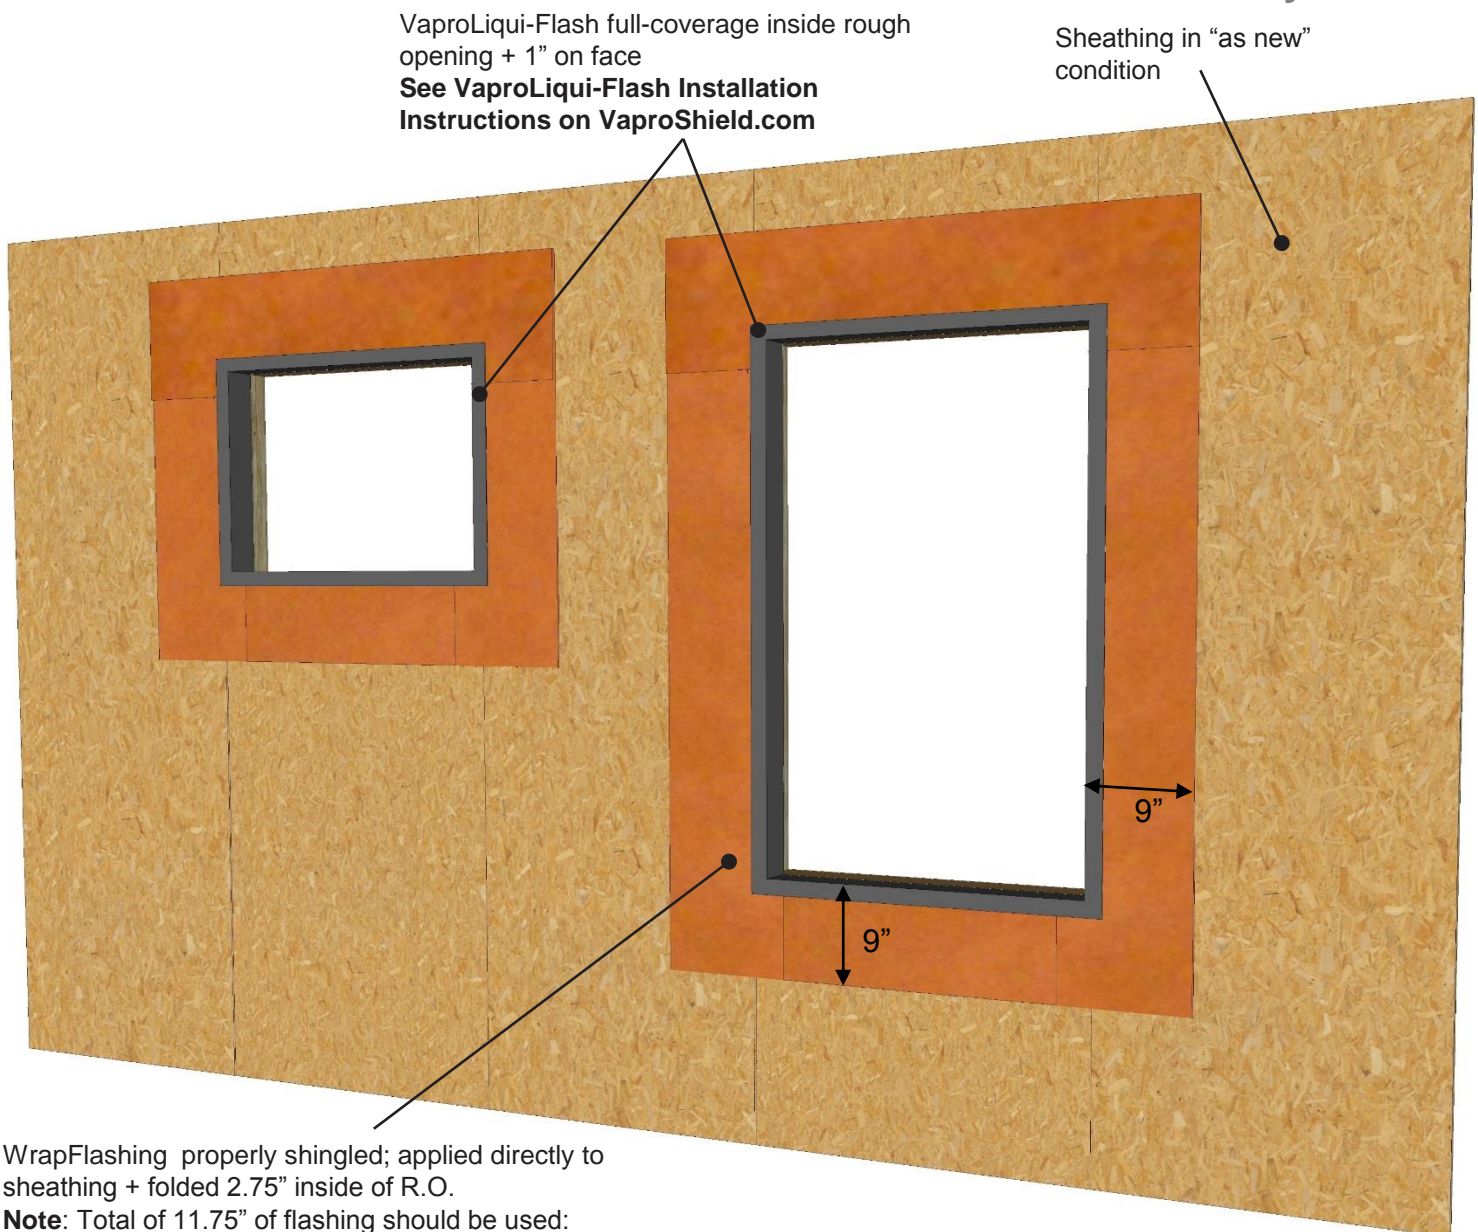 VaproLiqui-Flash full-coverage inside rough
opening + 1” on face
See VaproLiqui-Flash Installation
Instructions on VaproShield.com
Sheathing in “as new”
condition
9”
9”
WrapFlashing properly shingled; applied directly to
sheathing + folded 2.75” inside of R.O.
Note: Total of 11.75” of flashing should be used: